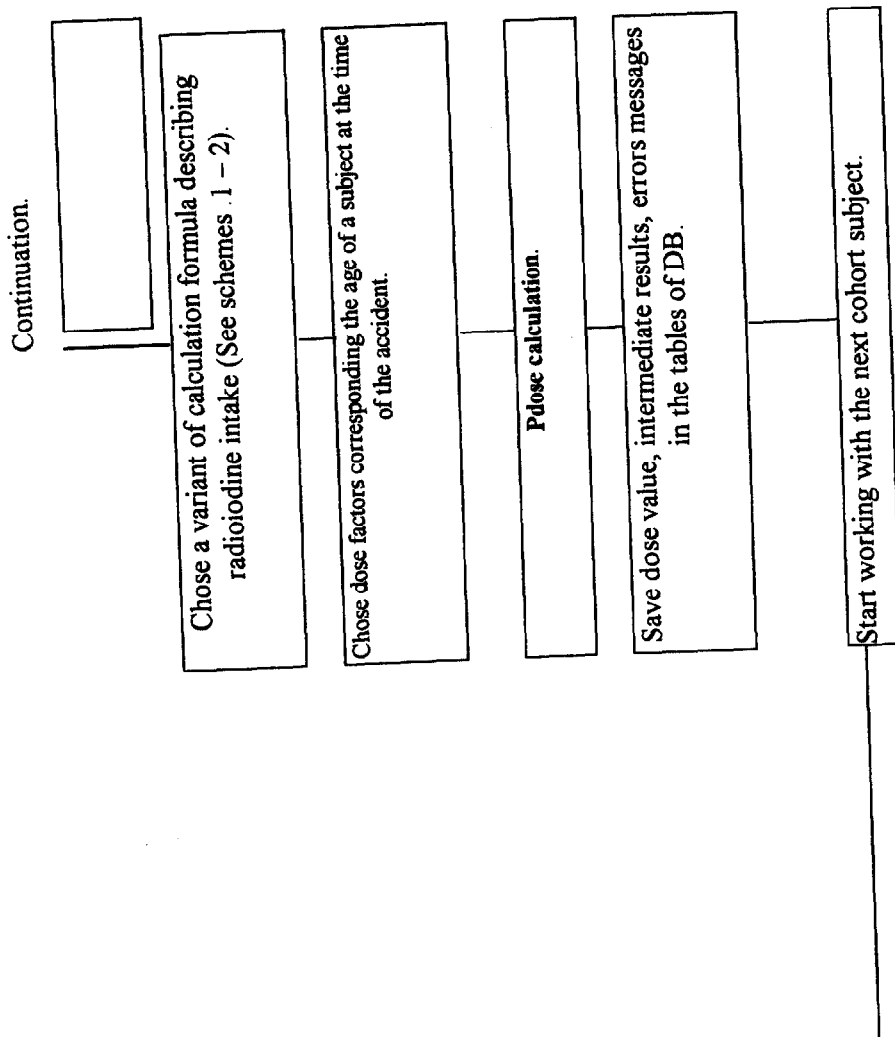 Continuation.
Chose a variant of calculation formula describing
radioiodine intake (See schemes .1 – 2).
Chose dose factors corresponding the age of a subject at the time
of the accident.
Pdose calculation.
Save dose value, intermediate results, errors messages
in the tables of DB.
Start working with the next cohort subject.